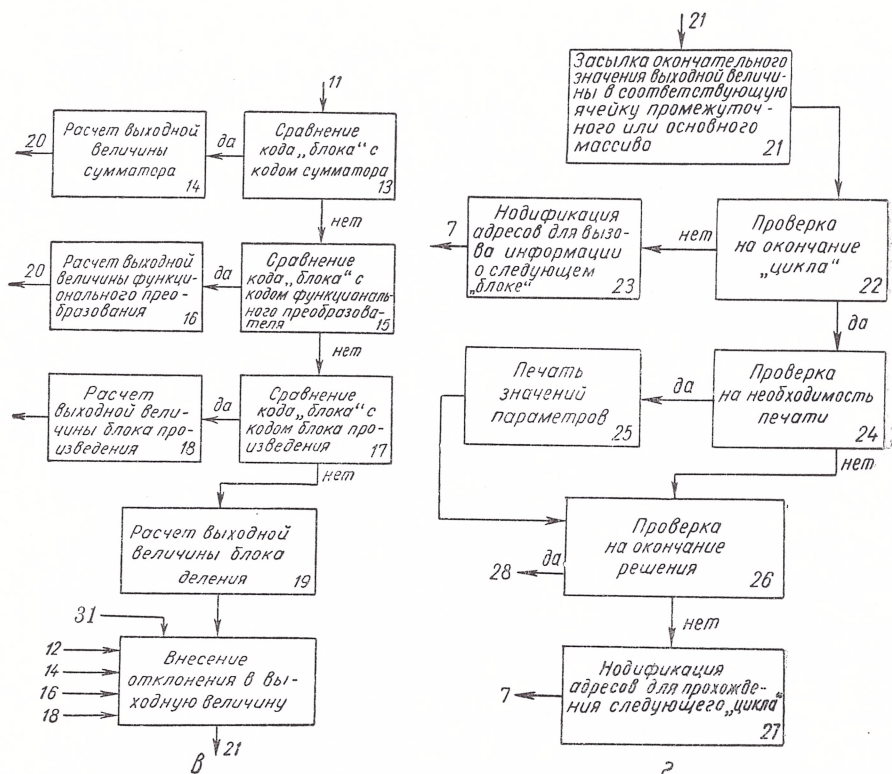 11
Сравнение
кода „блока“ с
кодом сумматора
13
да
Расчет выходной
величины
сумматора
14
20
нет
Сравнение
кода „блока“ с
кодом функциональ-
ного преобразова-
теля
15
да
Расчет выходной
величины функци-
онального прео-
бразования
16
20
нет
Сравнение
кода „блока“ с
кодом блока про-
изведения
17
да
Расчет
выходной вели-
чины блока про-
изведения
18
нет
Расчет выходной
величины блока
деления
19
31
12
14
16
18
Внесение
отклонения в вы-
ходную величину
21
в
21
Засылка окончательного
значения выходной величи-
ны в соответствующую
ячейку промежуточ-
ного или основного
массива
21
Проверка
на окончание
„цикла“
22
нет
Нодификация
адресов для вызо-
ва информации
о следующем
„блоке“
23
7
да
Проверка
на необходимость
печати
24
да
Печать
значений
параметров
25
нет
Проверка
на окончание
решения
26
да
28
нет
Нодификация
адресов для прохожде-
ния следующего „цикла“
27
7
г